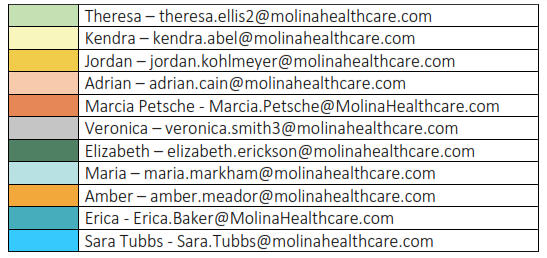 Theresa – theresa.ellis2@molinahealthcare.com
Kendra – kendra.abel@molinahealthcare.com
Jordan – jordan.kohlmeyer@molinahealthcare.com
Adrian – adrian.cain@molinahealthcare.com
Marcia Petsche - Marcia.Petsche@MolinaHealthcare.com
Veronica – veronica.smith3@molinahealthcare.com
Elizabeth – elizabeth.erickson@molinahealthcare.com
Maria – maria.markham@molinahealthcare.com
Amber – amber.meador@molinahealthcare.com
Erica - Erica.Baker@MolinaHealthcare.com
Sara Tubbs - Sara.Tubbs@molinahealthcare.com